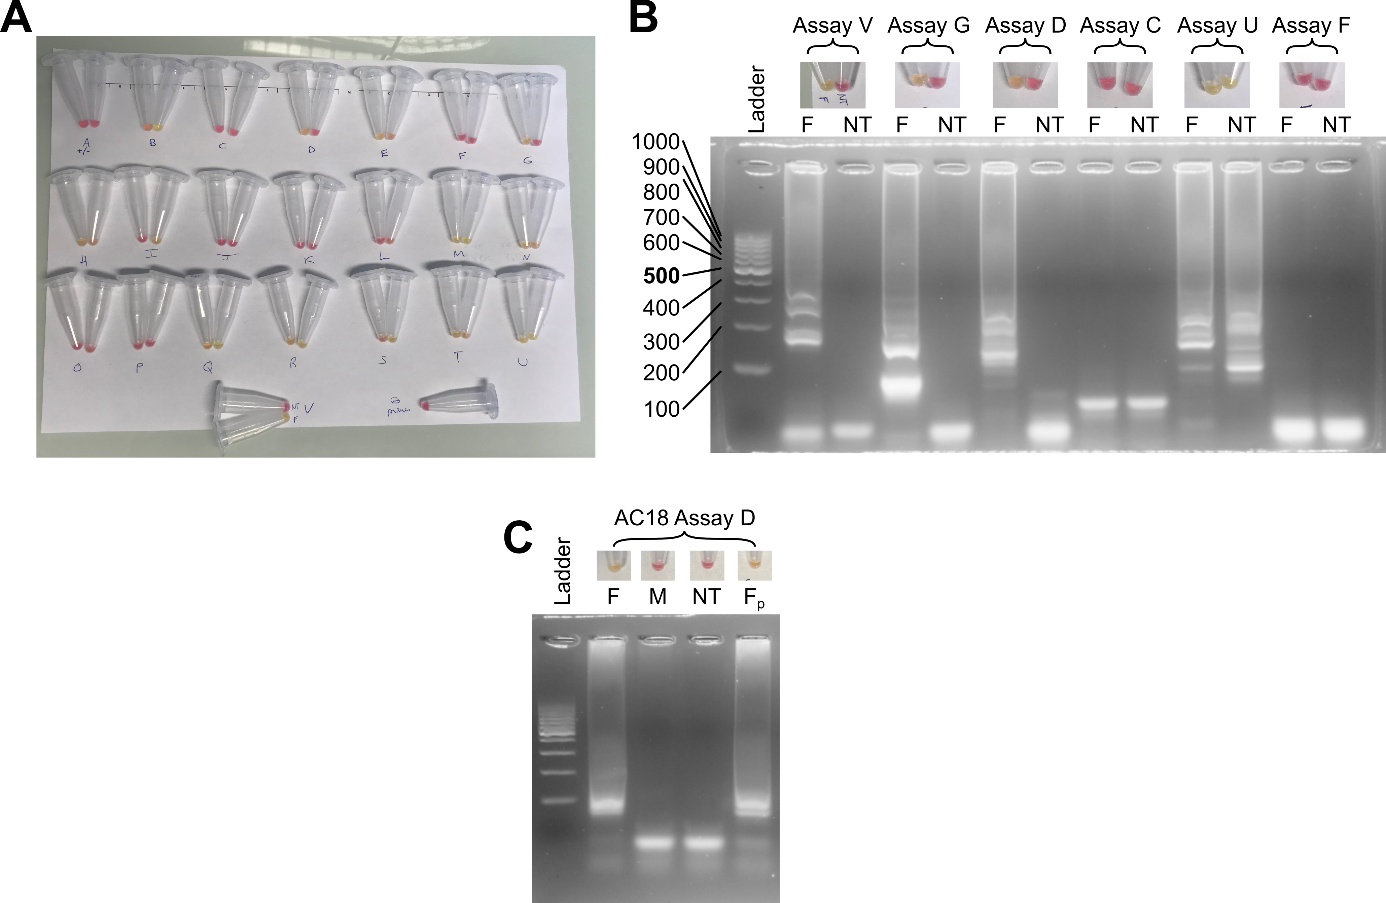 A
A B C D E F G
+/-
H I J K L M N
O P Q R S T U
NT V
F
B
Assay V Assay G Assay D Assay C Assay U Assay F
Ladder
F NT F NT F NT F NT F NT F NT
1000
900
800
700
600
500
400
300
200
100
C
AC18 Assay D
Ladder
F M NT Fp